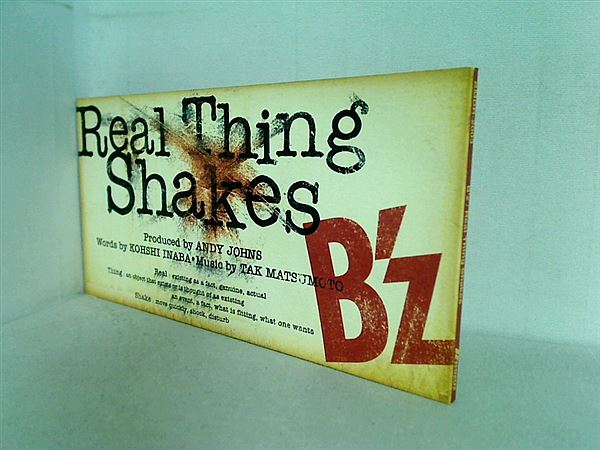 Real Thing
Shakes
B'z
Produced by ANDY JOHNS
Words by KOHSHI INABA•Music by TAK MATSUMOTO
Real : existing as a fact, genuine, actual
Thing : an object that exists or is thought of as existing
an event, a fact, what is fitting, what one wants
Shake : move quickly, shock, disturb